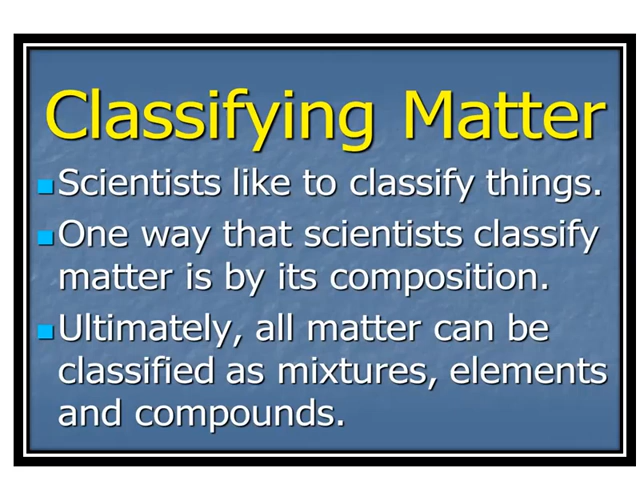 Classifying Matter
Scientists like to classify things.
One way that scientists classify
matter is by its composition.
Ultimately, all matter can be
classified as mixtures, elements
and compounds.